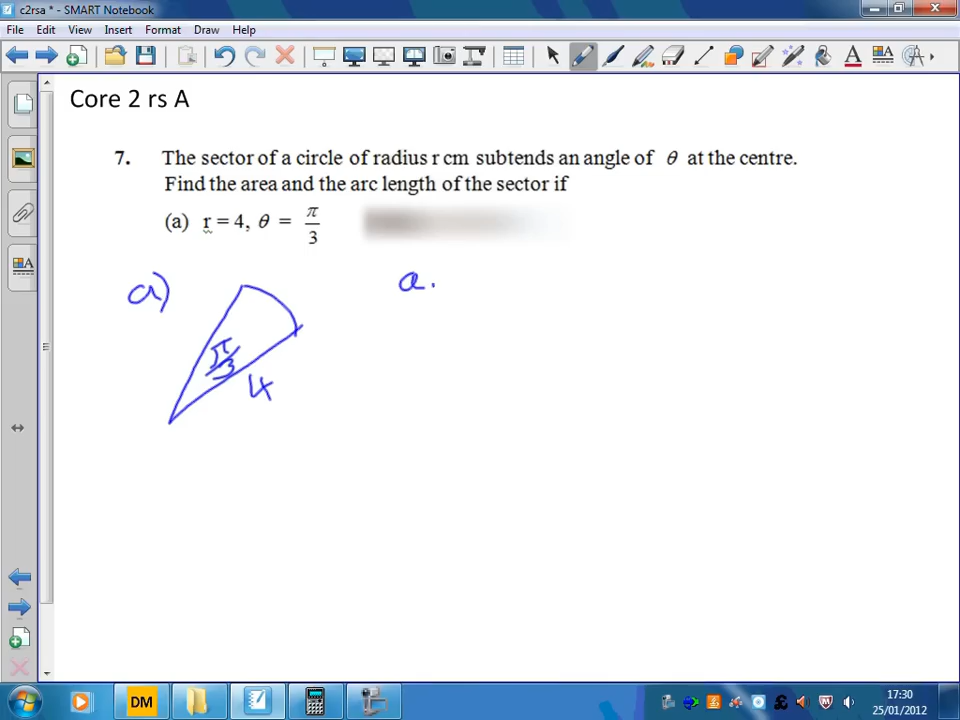 c2rsa * - SMART Notebook
File Edit View Insert Format Draw Help
Core 2 rs A
7. The sector of a circle of radius r cm subtends an angle of θ at the centre.
Find the area and the arc length of the sector if
(a) r = 4, θ = π/3
a) a.
π/3
4
DM
17:30
25/01/2012